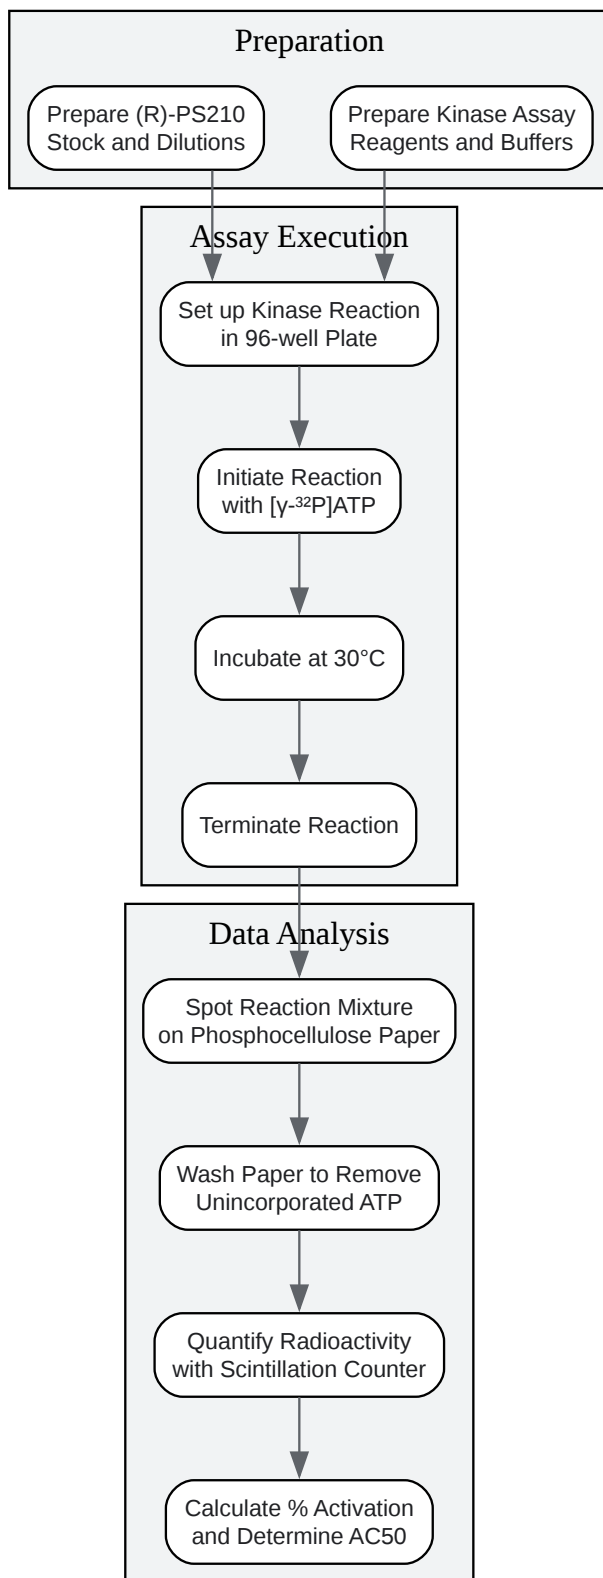 Preparation
Prepare (R)-PS210
Stock and Dilutions
Prepare Kinase Assay
Reagents and Buffers
Assay Execution
Set up Kinase Reaction
in 96-well Plate
Initiate Reaction
with [γ-³²P]ATP
Incubate at 30°C
Terminate Reaction
Data Analysis
Spot Reaction Mixture
on Phosphocellulose Paper
Wash Paper to Remove
Unincorporated ATP
Quantify Radioactivity
with Scintillation Counter
Calculate % Activation
and Determine AC50